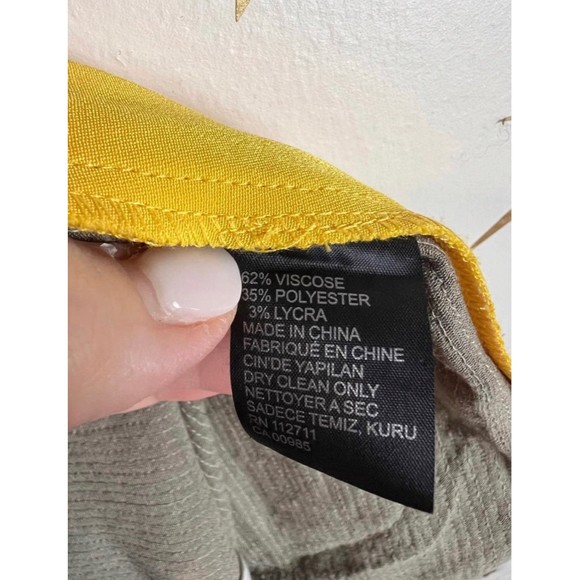 62% VISCOSE
35% POLYESTER
3% LYCRA
MADE IN CHINA
FABRIQUÉ EN CHINE
CIN'DE YAPILAN
DRY CLEAN ONLY
NETTOYER A SEC
SADECE TEMIZ, KURU
RN 112711
CA 00985